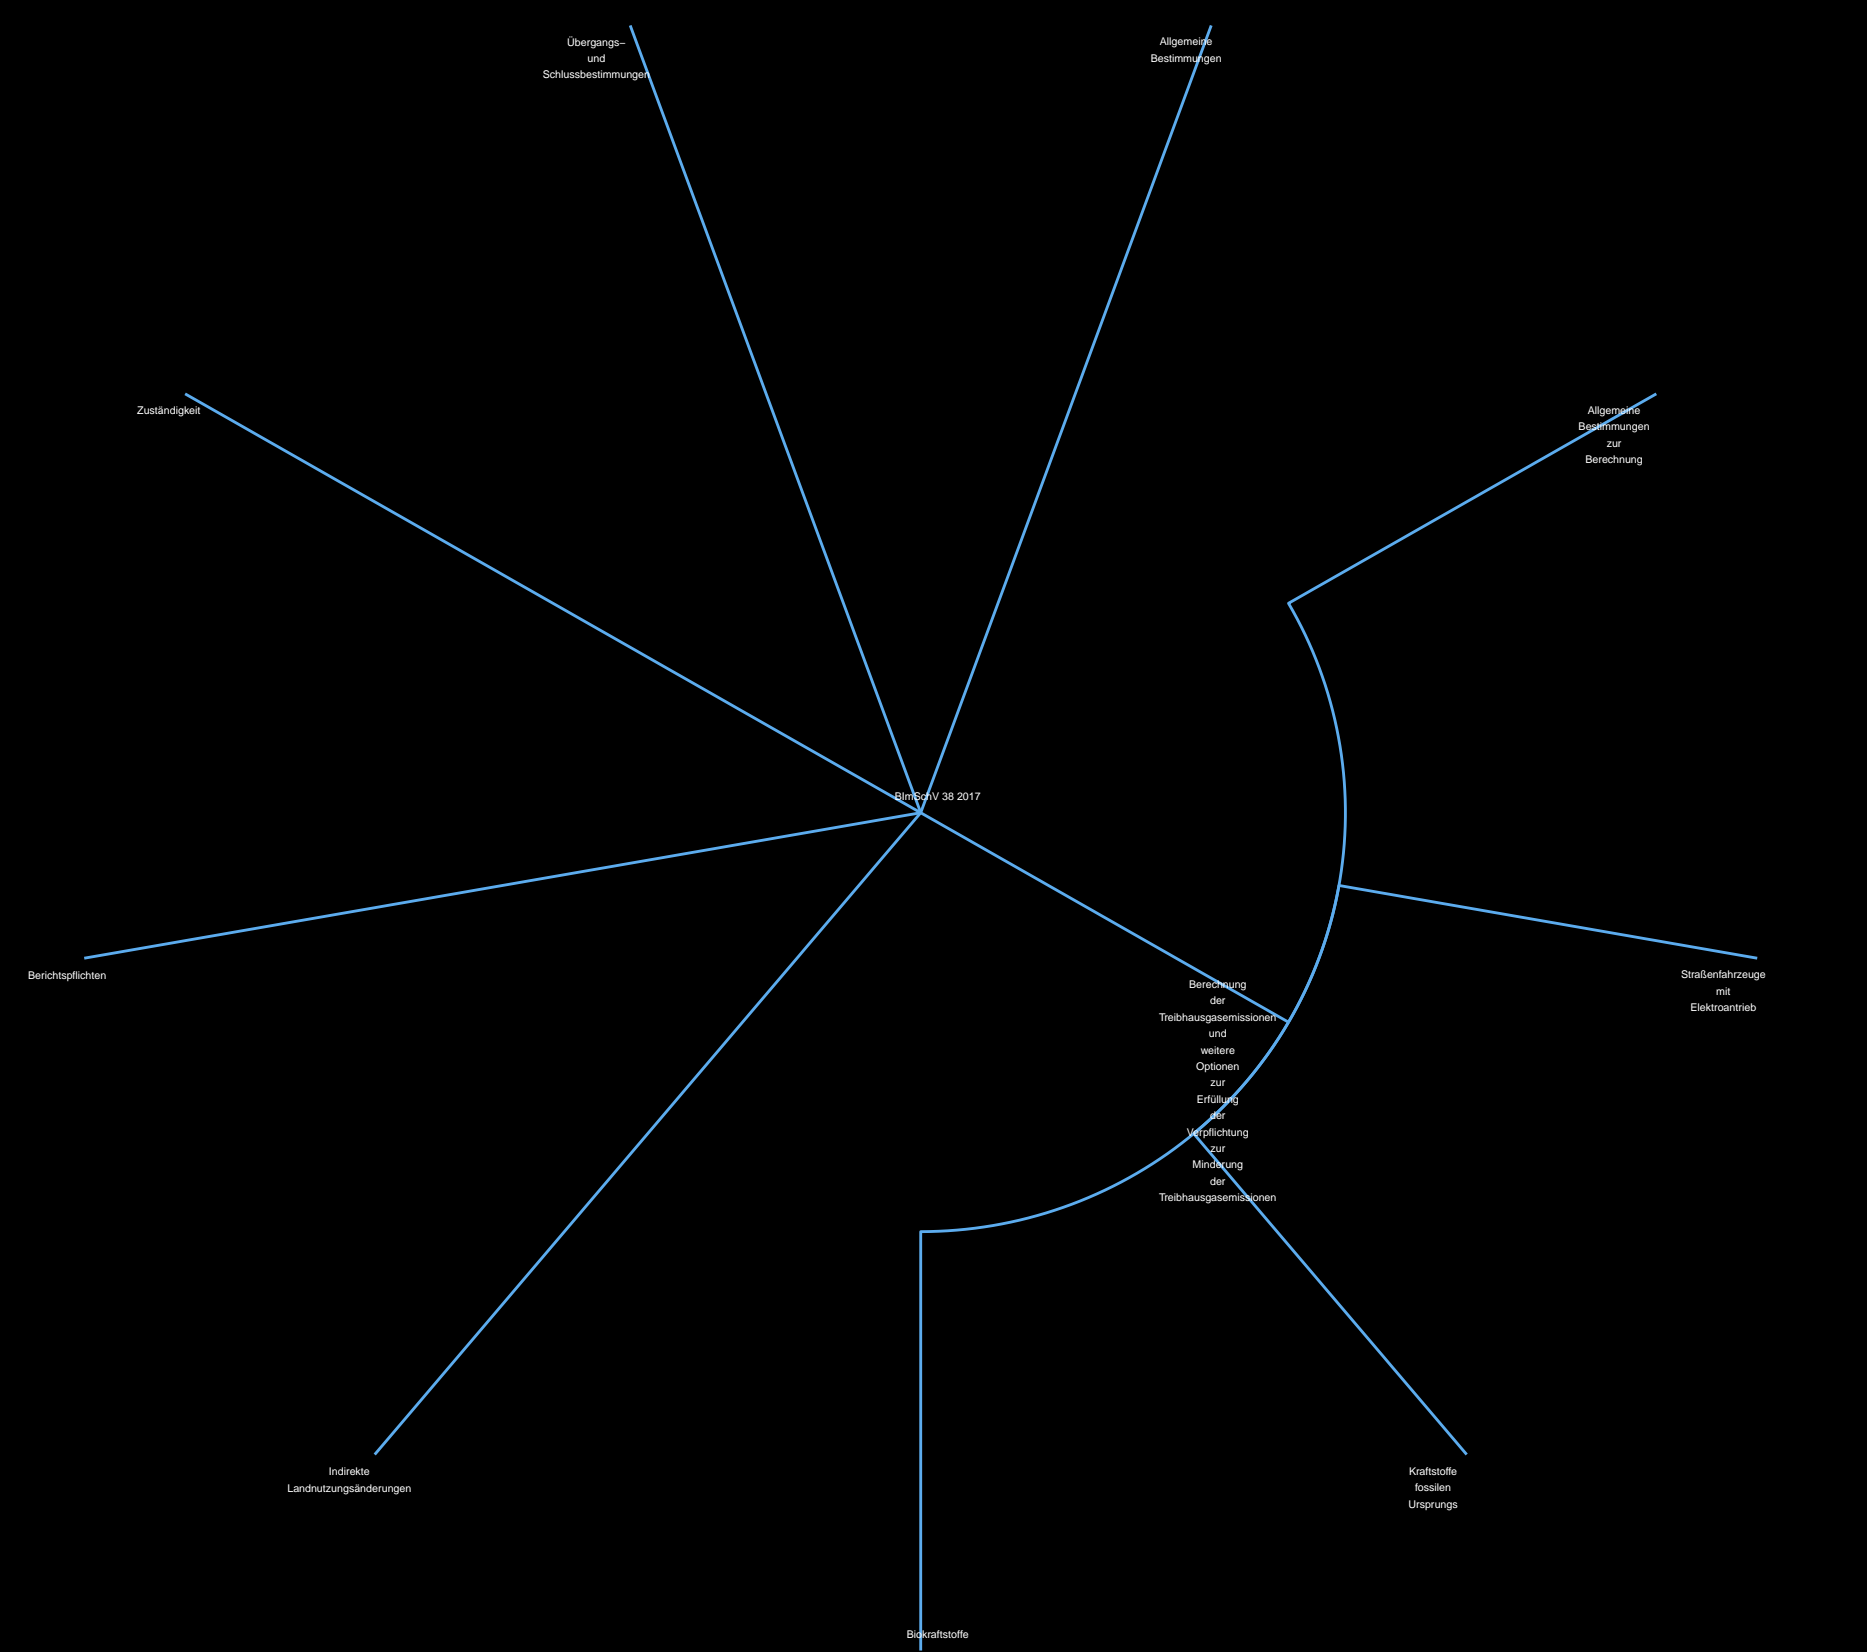 Übergangs–
und
Schlussbestimmungen
Allgemeine
Bestimmungen
Zuständigkeit
Allgemeine
Bestimmungen
zur
Berechnung
BImSchV 38 2017
Berichtspflichten
Straßenfahrzeuge
mit
Elektroantrieb
Berechnung
der
Treibhausgasemissionen
und
weitere
Optionen
zur
Erfüllung
der
Verpflichtung
zur
Minderung
der
Treibhausgasemissionen
Indirekte
Landnutzungsänderungen
Kraftstoffe
fossilen
Ursprungs
Biokraftstoffe